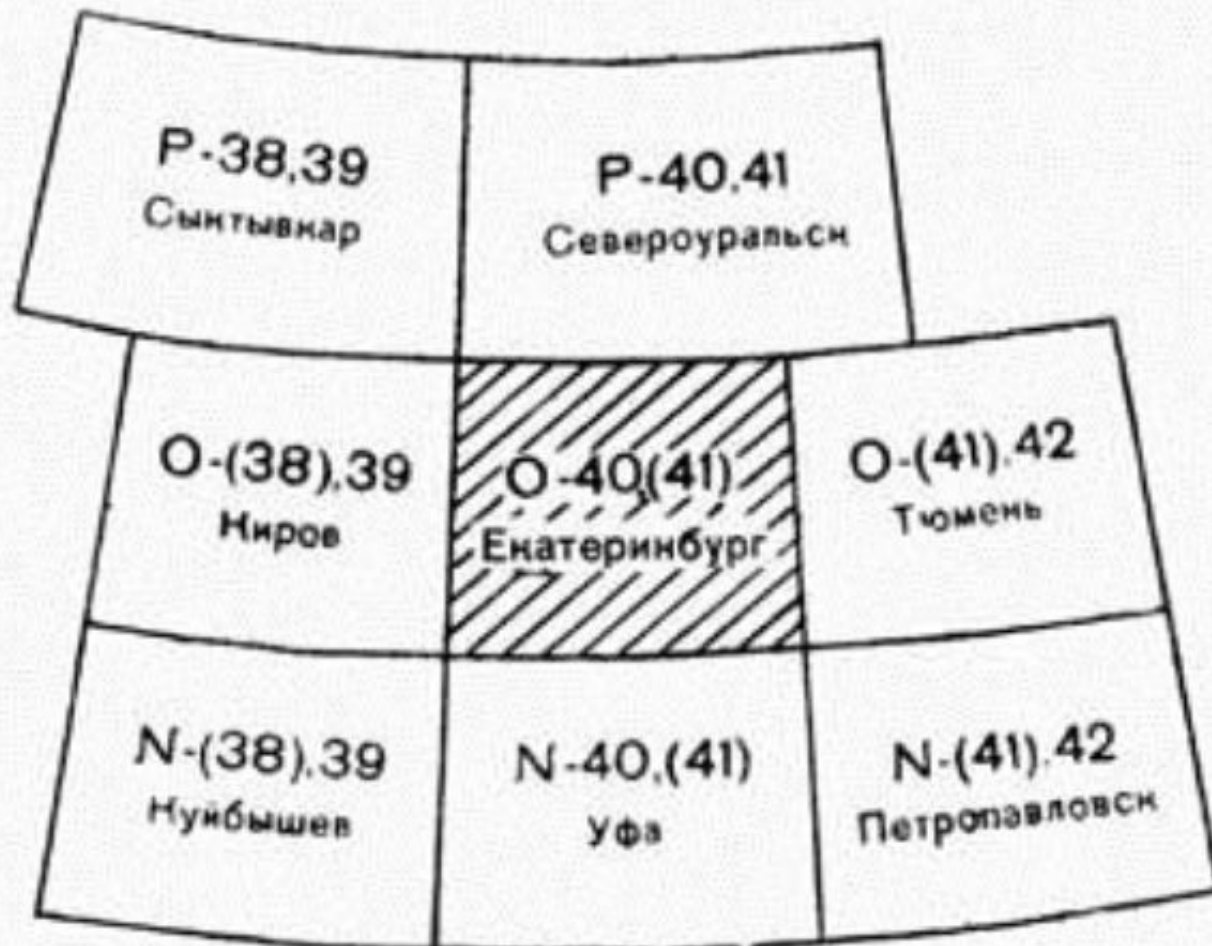 Р-38,39
Сыктывкар
Р-40,41
Североуральск
О-(38),39
Киров
О-40,(41)
Екатеринбург
О-(41),42
Тюмень
N-(38),39
Куйбышев
N-40,(41)
Уфа
N-(41),42
Петропавловск